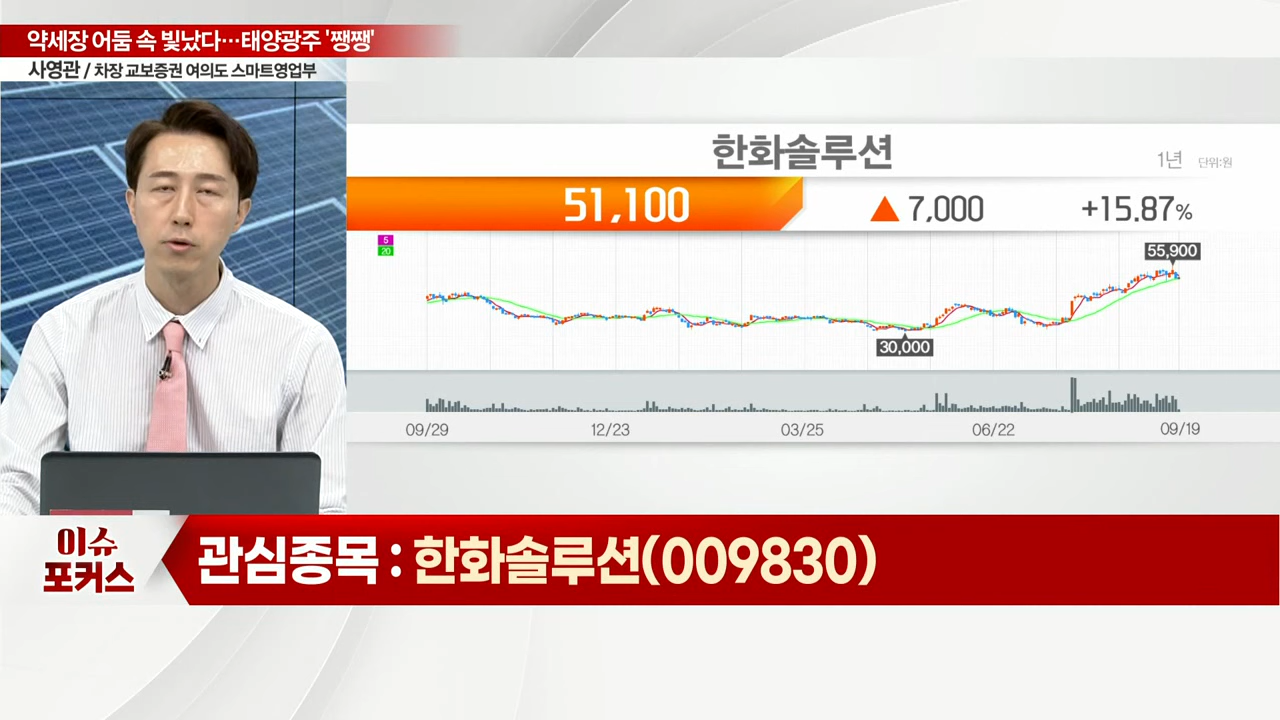 약세장 어둠 속 빛났다…태양광주 '쨍쨍'
사영관 / 차장 교보증권 여의도 스마트영업부
한화솔루션
1년 단위:원
51,100 ▲ 7,000 +15.87%
5
20
55,900
30,000
09/29 12/23 03/25 06/22 09/19
이슈
포커스
관심종목 : 한화솔루션(009830)